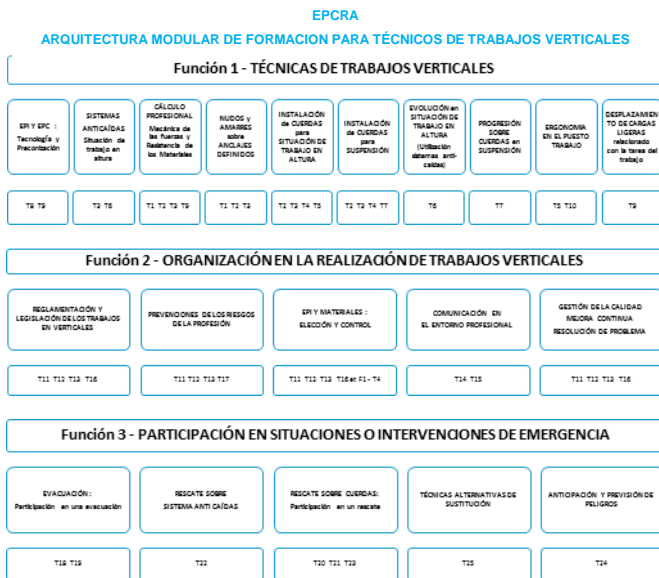 EPCRA
ARQUITECTURA MODULAR DE FORMACION PARA TÉCNICOS DE TRABAJOS VERTICALES
Función 1 - TÉCNICAS DE TRABAJOS VERTICALES
EPI Y EPC :
Tecnología y
Preconización
SISTEMAS
ANTICAÍDAS
Situación de
trabajo en
altura
CÁLCULO
PROFESIONAL
Mecánica de
las fuerzas y
Resistencia de
los Materiales
NUDOS y
AMARRES
sobre
ANCLAJES
DEFINIDOS
INSTALACIÓN
de CUERDAS
para
SITUACIÓN DE
TRABAJO EN
ALTURA
INSTALACIÓN
de CUERDAS
para
SUSPENSIÓN
EVOLUCIÓN en
SITUACIÓN DE
TRABAJO EN
ALTURA
(Utilización
sistemas anti-
caídas)
PROGRESIÓN
SOBRE
CUERDAS en
SUSPENSIÓN
ERGONOMIA
EN EL PUESTO
TRABAJO
DESPLAZAMIEN
TO DE CARGAS
LIGERAS
relacionado
con la tarea del
trabajo
T8 T9
T3 T6
T1 T2 T3 T9
T1 T2 T3
T2 T3 T4 T5
T2 T3 T4 T7
T6
T7
T5 T10
T9
Función 2 - ORGANIZACIÓN EN LA REALIZACIÓN DE TRABAJOS VERTICALES
REGLAMENTACIÓN Y
LEGISLACIÓN DE LOS TRABAJOS
EN VERTICALES
PREVENCIONES DE LOS RIESGOS
DE LA PROFESIÓN
EPI Y MATERIALES :
ELECCIÓN Y CONTROL
COMUNICACIÓN EN
EL ENTORNO PROFESIONAL
GESTIÓN DE LA CALIDAD
MEJORA CONTINUA
RESOLUCIÓN DE PROBLEMA
T11 T12 T13 T16
T11 T12 T13 T17
T11 T12 T13 T16 et F1 - T4
T14 T15
T11 T12 T13 T16
Función 3 - PARTICIPACIÓN EN SITUACIONES O INTERVENCIONES DE EMERGENCIA
EVACUACIÓN :
Participación en una evacuación
RESCATE SOBRE
SISTEMA ANTI CAÍDAS
RESCATE SOBRE CUERDAS:
Participación en un rescate
TÉCNICAS ALTERNATIVAS DE
SUSTITUCIÓN
ANTICIPACIÓN Y PREVISIÓN DE
PELIGROS
T18 T19
T22
T20 T21 T23
T25
T24